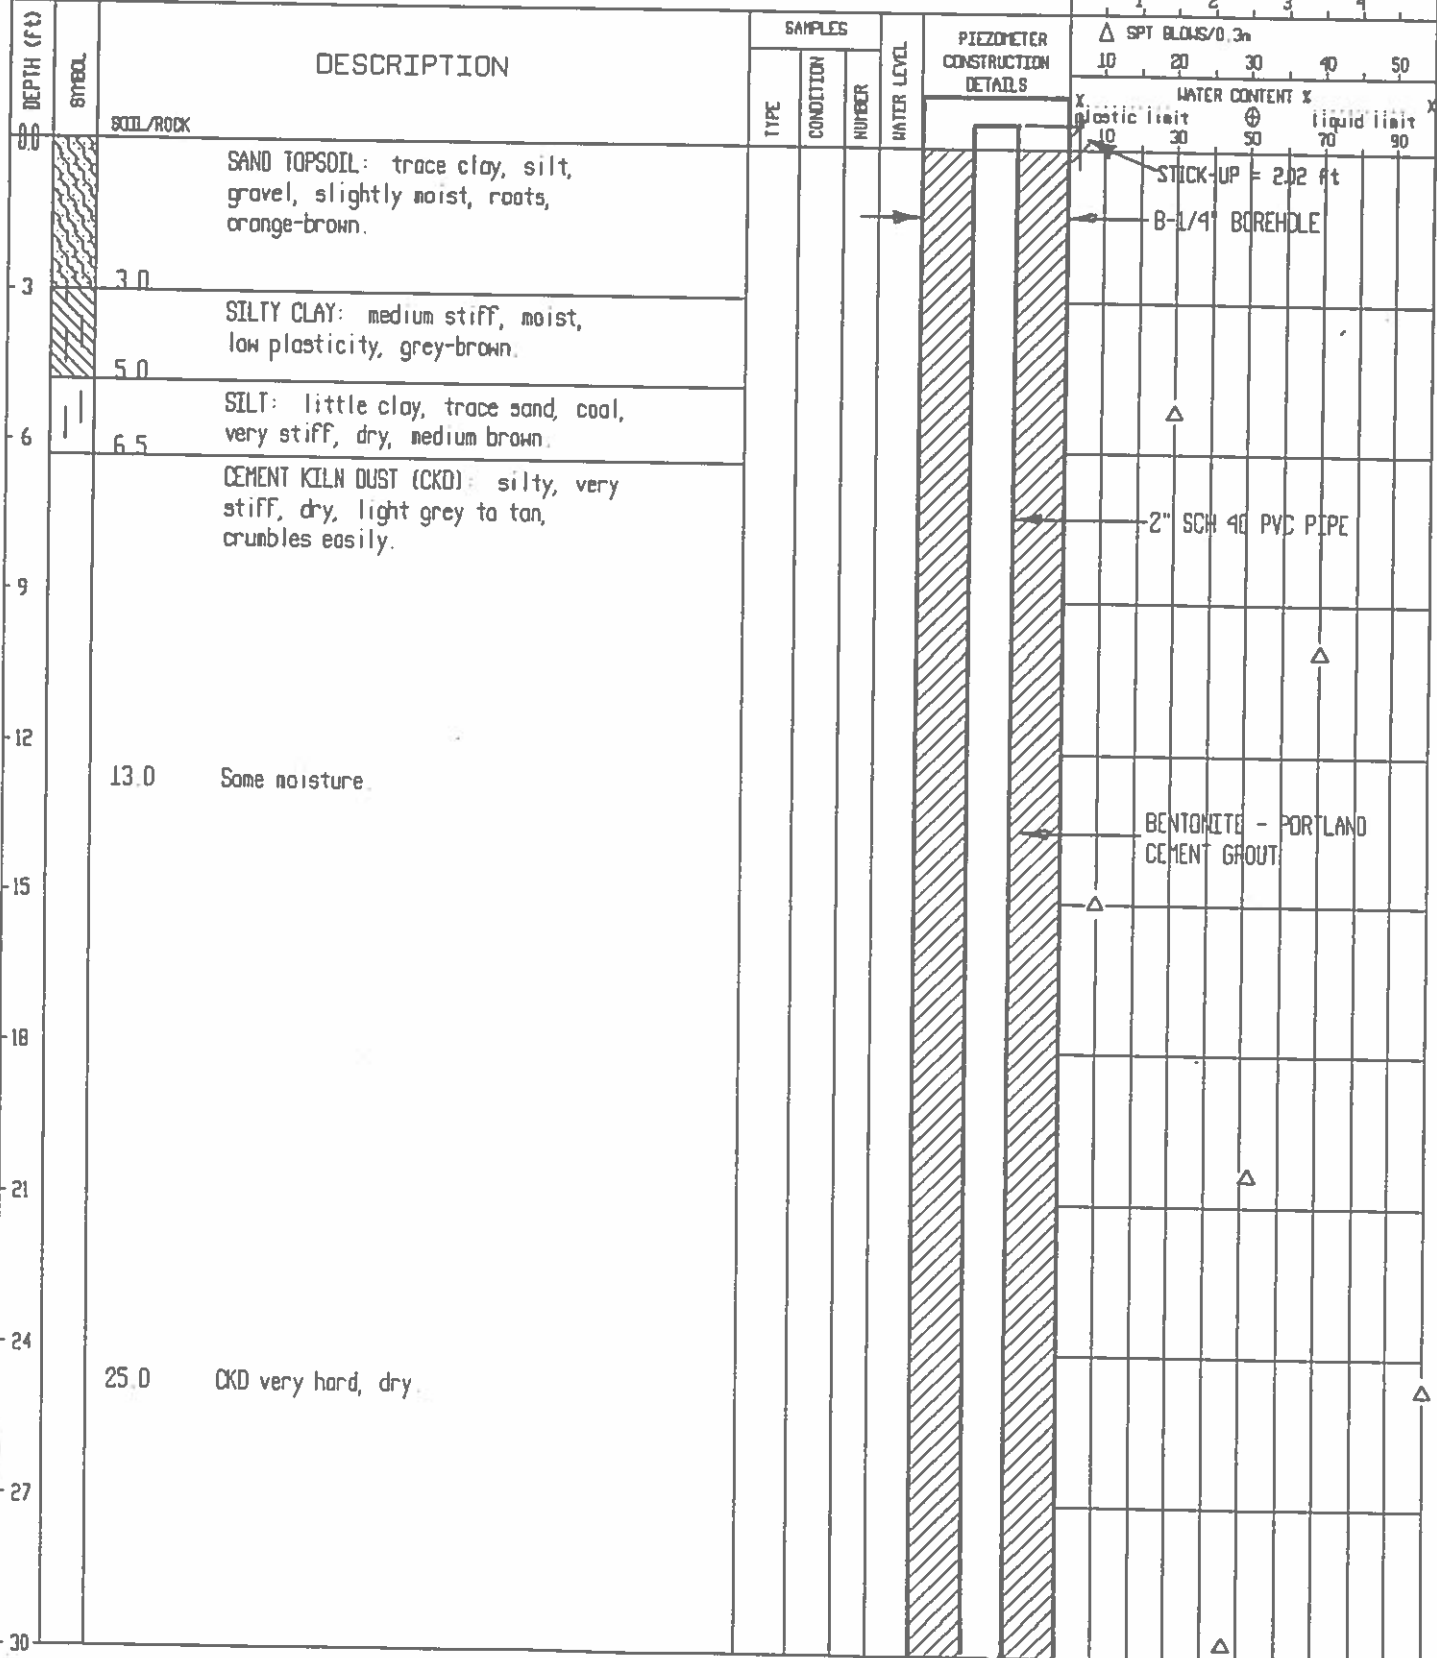 1 2 3 4
DEPTH (ft)
SYMBOL
DESCRIPTION
SOIL/ROCK
SAMPLES
TYPE
CONDITION
NUMBER
WATER LEVEL
PIEZOMETER
CONSTRUCTION
DETAILS
△ SPT BLOWS/0.3m
10 20 30 40 50
WATER CONTENT %
X X
plastic limit ⊕ liquid limit
10 30 50 70 90
0.0
SAND TOPSOIL: trace clay, silt,
gravel, slightly moist, roots,
orange-brown.
STICK-UP = 2.02 ft
8-1/4" BOREHOLE
3
3.0
SILTY CLAY: medium stiff, moist,
low plasticity, grey-brown.
5.0
SILT: little clay, trace sand, coal,
very stiff, dry, medium brown.
6
6.5
CEMENT KILN DUST (CKD): silty, very
stiff, dry, light grey to tan,
crumbles easily.
2" SCH 40 PVC PIPE
9
12
13.0 Some moisture.
BENTONITE - PORTLAND
CEMENT GROUT
15
18
21
24
25.0 CKD very hard, dry.
27
30